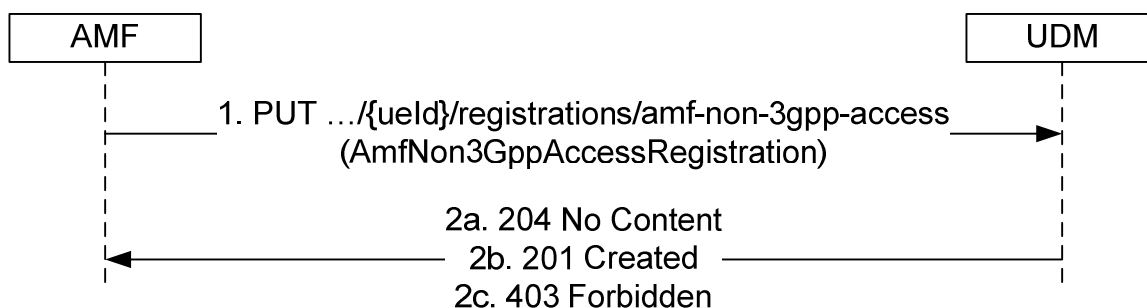 AMF
UDM
1. PUT …/{ueId}/registrations/amf-non-3gpp-access
(AmfNon3GppAccessRegistration)
2a. 204 No Content
2b. 201 Created
2c. 403 Forbidden